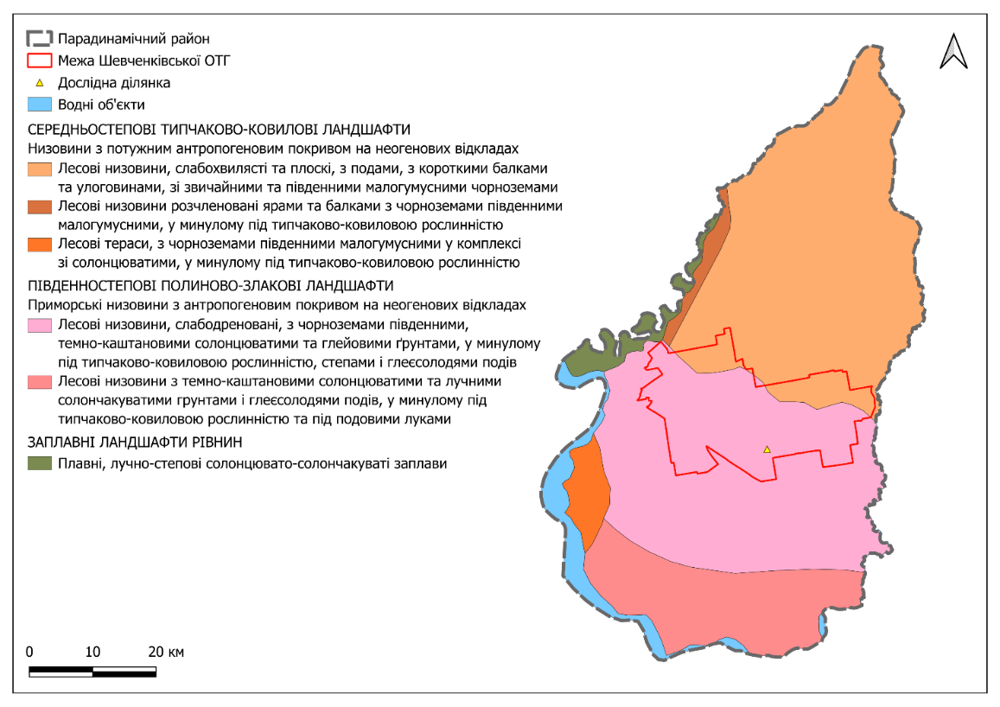 Парадинамічний район
Межа Шевченківської ОТГ
Дослідна ділянка
Водні об'єкти
СЕРЕДНЬОСТЕПОВІ ТИПЧАКОВО-КОВИЛОВІ ЛАНДШАФТИ
Низовини з потужним антропогеновим покривом на неогенових відкладах
Лесові низовини, слабохвилясті та плоскі, з подами, з короткими балками
та улоговинами, зі звичайними та південними малогумусними чорноземами
Лесові низовини розчленовані ярами та балками з чорноземами південними
малогумусними, у минулому під типчаково-ковиловою рослинністю
Лесові тераси, з чорноземами південними малогумусними у комплексі
зі солонцюватими, у минулому під типчаково-ковиловою рослинністю
ПІВДЕННОСТЕПОВІ ПОЛИНОВО-ЗЛАКОВІ ЛАНДШАФТИ
Приморські низовини з антропогеновим покривом на неогенових відкладах
Лесові низовини, слабодреновані, з чорноземами південними,
темно-каштановими солонцюватими та глейовими ґрунтами, у минулому
під типчаково-ковиловою рослинністю, степами і глеєсолодями подів
Лесові низовини з темно-каштановими солонцюватими та лучними
солончакуватими грунтами і глеєсолодями подів, у минулому під
типчаково-ковиловою рослинністю та під подовими луками
ЗАПЛАВНІ ЛАНДШАФТИ РІВНИН
Плавні, лучно-степові солонцювато-солончакуваті заплави
0 10 20 км